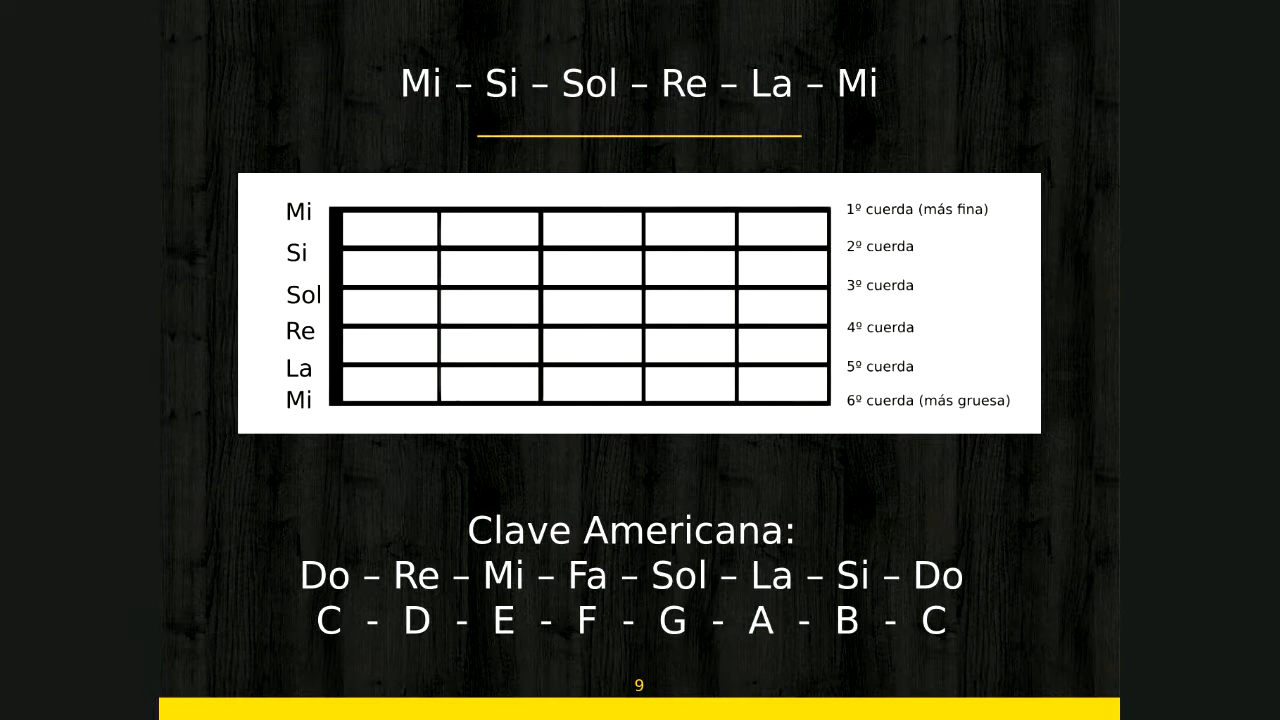 Mi – Si – Sol – Re – La – Mi
Mi 1º cuerda (más fina)
Si 2º cuerda
Sol 3º cuerda
Re 4º cuerda
La 5º cuerda
Mi 6º cuerda (más gruesa)
Clave Americana:
Do – Re – Mi – Fa – Sol – La – Si – Do
C - D - E - F - G - A - B - C
9